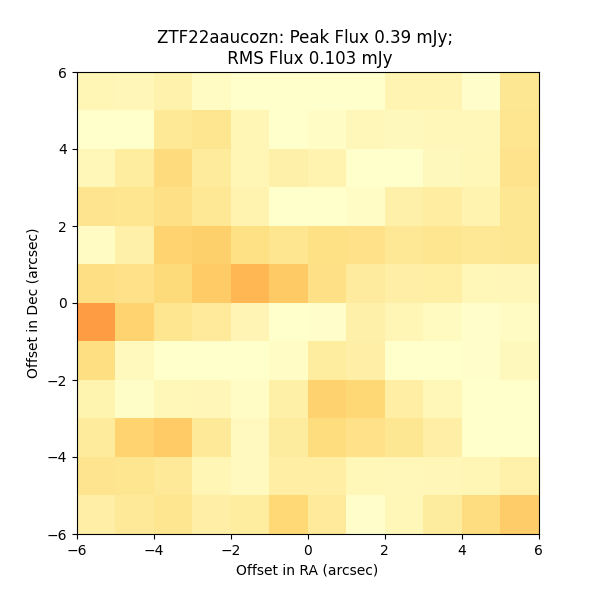 ZTF22aaucozn: Peak Flux 0.39 mJy;
RMS Flux 0.103 mJy
6
4
2
0
−2
−4
−6
Offset in Dec (arcsec)
−6 −4 −2 0 2 4 6
Offset in RA (arcsec)